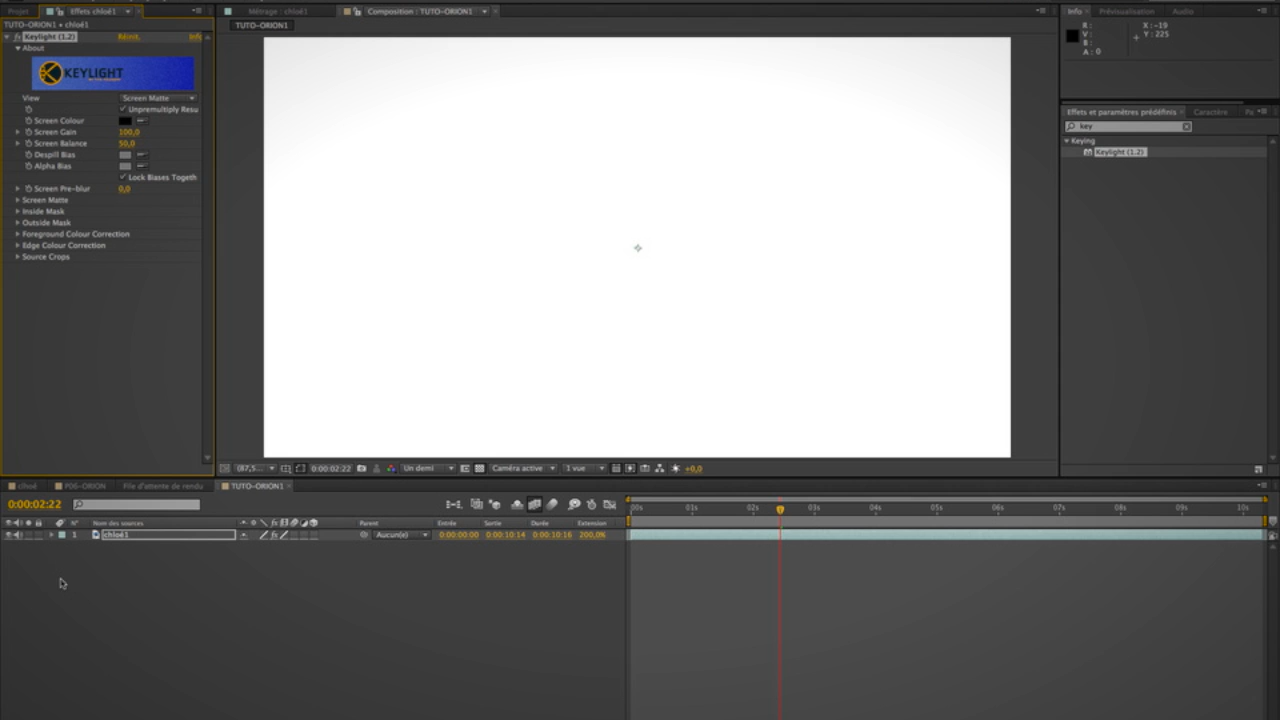 Projet
Effets chloé1
TUTO-ORION1 • chloé1
Keylight (1.2)
Réinit.
Info
About
KEYLIGHT
View
Screen Matte
Unpremultiply Resu
Screen Colour
Screen Gain
100,0
Screen Balance
50,0
Despill Bias
Alpha Bias
Lock Biases Togeth
Screen Pre-blur
0,0
Screen Matte
Inside Mask
Outside Mask
Foreground Colour Correction
Edge Colour Correction
Source Crops
Métrage : chloé1
Composition : TUTO-ORION1
TUTO-ORION1
(87,5...
0:00:02:22
Un demi
Caméra active
1 vue
+0,0
Info
Prévisualisation
Audio
R :
V :
B :
A : 0
X : -19
Y : 225
Effets et paramètres prédéfinis
Caractère
key
Keying
Keylight (1.2)
chloé
P06-ORION
File d'attente de rendu
TUTO-ORION1
0:00:02:22
N°
Nom des sources
Parent
Entrée
Sortie
Durée
Extension
1
chloé1
Aucun(e)
0:00:00:00
0:00:10:14
0:00:10:16
200,0%
00s
01s
02s
03s
04s
05s
06s
07s
08s
09s
10s